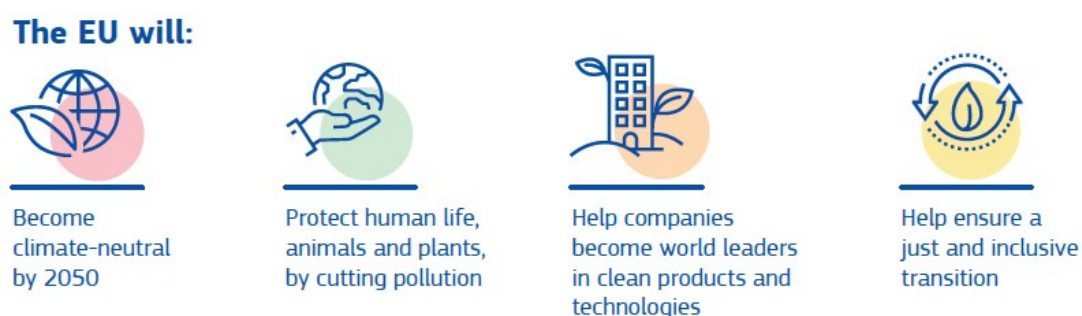 The EU will:
Become
climate-neutral
by 2050
Protect human life,
animals and plants,
by cutting pollution
Help companies
become world leaders
in clean products and
technologies
Help ensure a
just and inclusive
transition